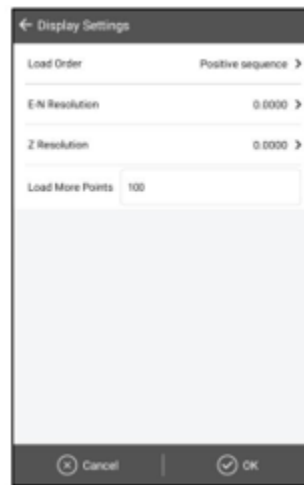 Display Settings
Load Order Positive sequence >
E-N Resolution 0.0000 >
Z Resolution 0.0000 >
Load More Points 100
Cancel OK